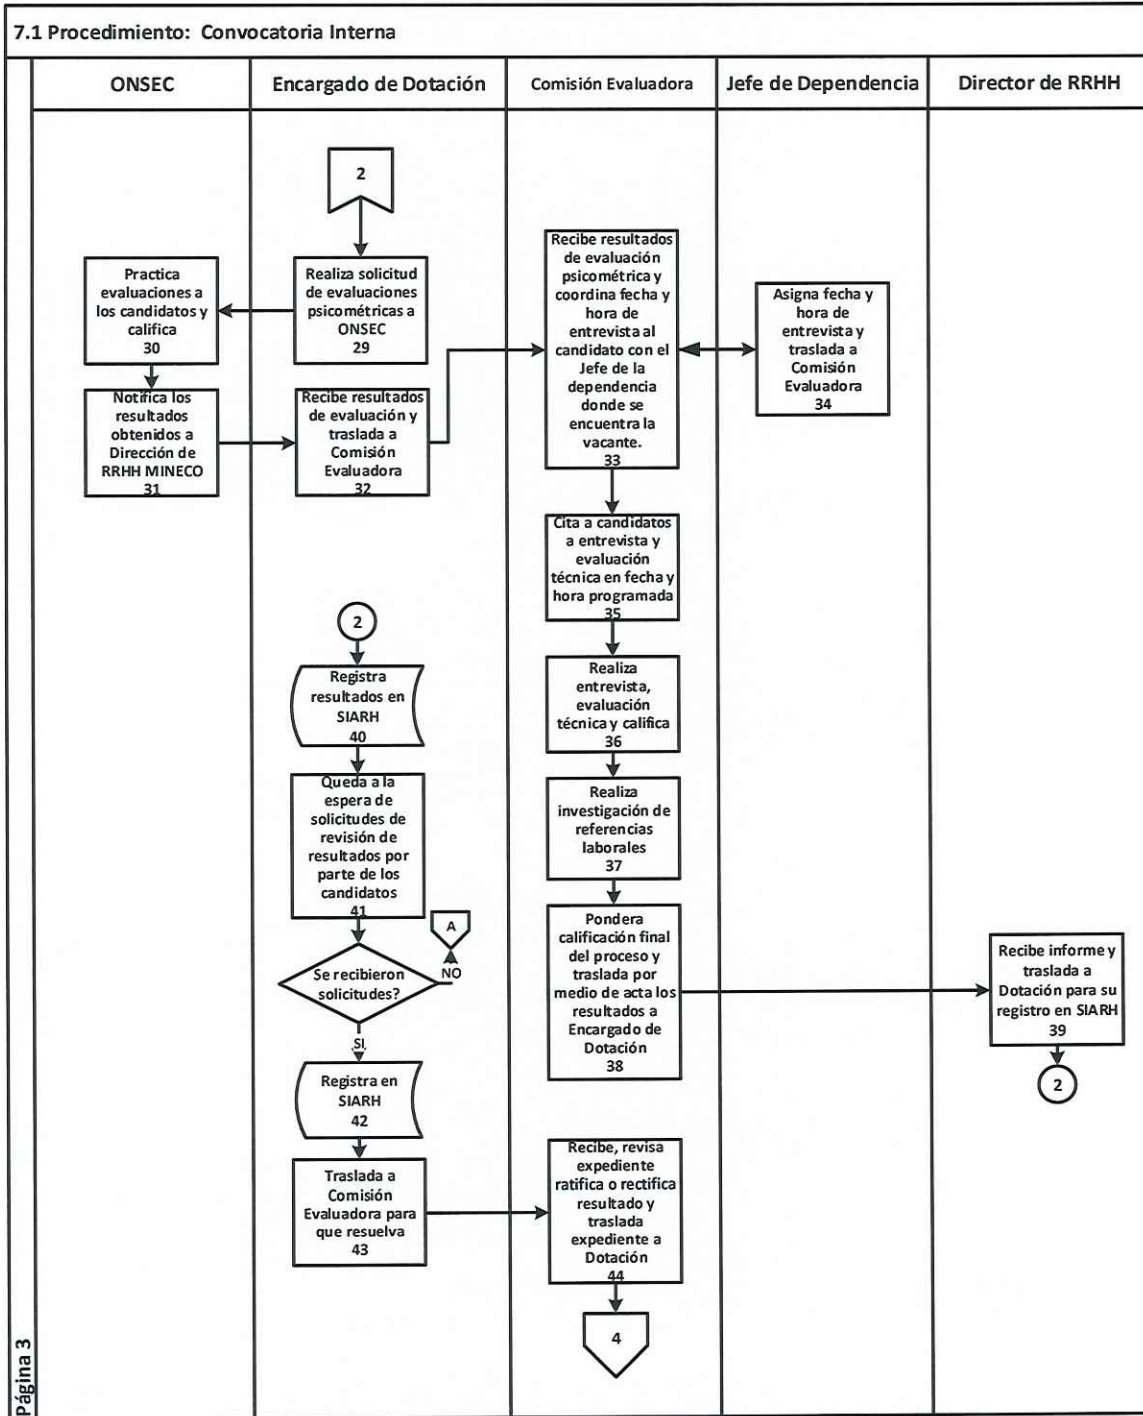 7.1 Procedimiento: Convocatoria Interna
ONSEC
Encargado de Dotación
Comisión Evaluadora
Jefe de Dependencia
Director de RRHH
2
Realiza solicitud
de evaluaciones
psicométricas a
ONSEC
29
Practica
evaluaciones a
los candidatos y
califica
30
Notifica los
resultados
obtenidos a
Dirección de
RRHH MINECO
31
Recibe resultados
de evaluación y
traslada a
Comisión
Evaluadora
32
Recibe resultados
de evaluación
psicométrica y
coordina fecha y
hora de
entrevista al
candidato con el
Jefe de la
dependencia
donde se
encuentra la
vacante.
33
Asigna fecha y
hora de
entrevista y
traslada a
Comisión
Evaluadora
34
Cita a candidatos
a entrevista y
evaluación
técnica en fecha y
hora programada
35
Realiza
entrevista,
evaluación
técnica y califica
36
Realiza
investigación de
referencias
laborales
37
Pondera
calificación final
del proceso y
traslada por
medio de acta los
resultados a
Encargado de
Dotación
38
Recibe informe y
traslada a
Dotación para su
registro en SIARH
39
2
2
Registra
resultados en
SIARH
40
Queda a la
espera de
solicitudes de
revisión de
resultados por
parte de los
candidatos
41
A
Se recibieron
solicitudes?
NO
SI
Registra en
SIARH
42
Traslada a
Comisión
Evaluadora para
que resuelva
43
Recibe, revisa
expediente
ratifica o rectifica
resultado y
traslada
expediente a
Dotación
44
4
Página 3